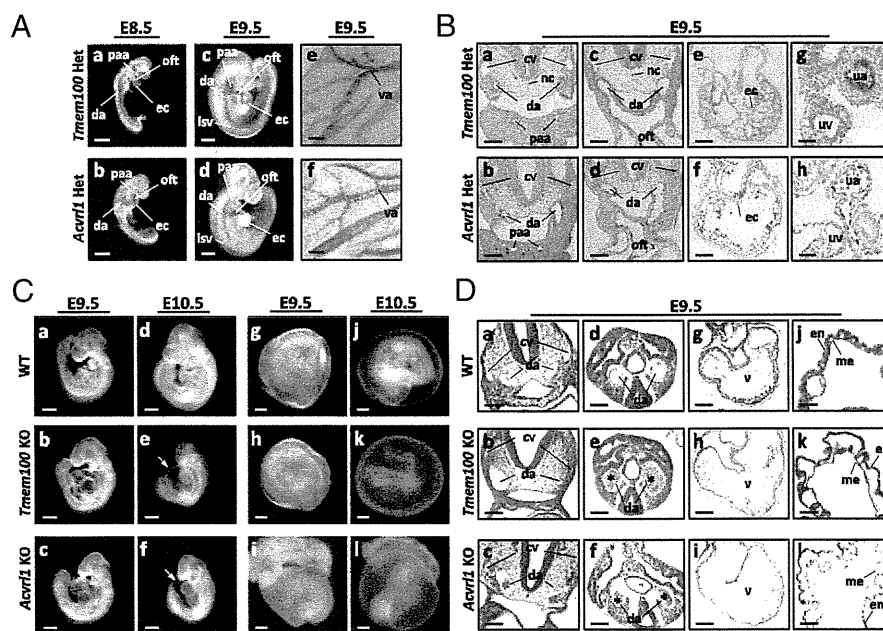 A
E8.5 E9.5 E9.5
Tmem100 Het
a paa oft da ec
c paa oft da lsv ec
e va
Acvrl1 Het
b paa oft da ec
d paa oft da lsv ec
f va
B
E9.5
Tmem100 Het
a cv nc da paa
c cv nc da oft
e ec
g ua uv
Acvrl1 Het
b cv da paa
d cv da oft
f ec
h ua uv
C
E9.5 E10.5 E9.5 E10.5
WT
a d g j
Tmem100 KO
b e h k
Acvrl1 KO
c f i l
D
E9.5
WT
a cv da
d da
g v
j en me
Tmem100 KO
b cv da
e * * da
h v
k me
Acvrl1 KO
c cv da
f * * da
i v
l me en